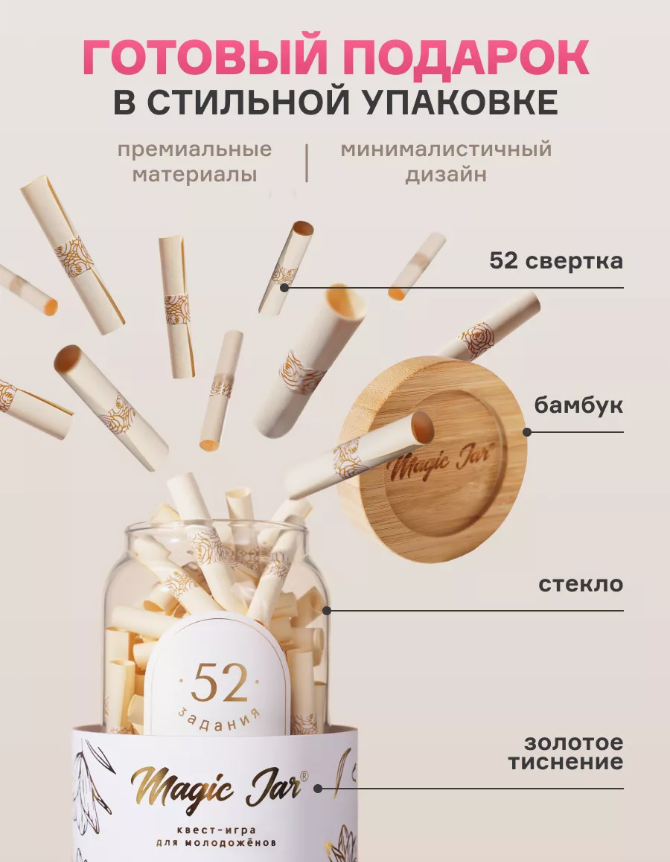 ГОТОВЫЙ ПОДАРОК
В СТИЛЬНОЙ УПАКОВКЕ
премиальные
материалы
минималистичный
дизайн
52 свертка
бамбук
Magic Jar®
стекло
· 52 ·
задания
золотое
тиснение
Magic Jar®
квест-игра
для молодожёнов